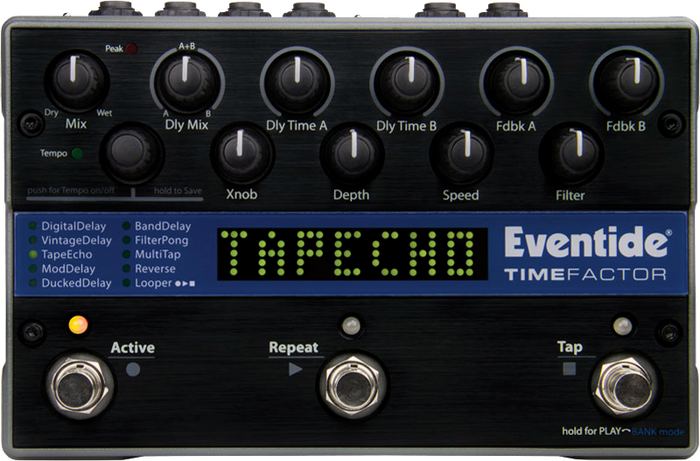 Peak
A+B
Dry
Wet
Mix
A
B
Dly Mix
Dly Time A
Dly Time B
Fdbk A
Fdbk B
Tempo
push for Tempo on/off
hold to Save
Xnob
Depth
Speed
Filter
DigitalDelay
VintageDelay
TapeEcho
ModDelay
DuckedDelay
BandDelay
FilterPong
MultiTap
Reverse
Looper
TAPECHO
Eventide®
TIMEFACTOR
Active
Repeat
Tap
hold for PLAY BANK mode